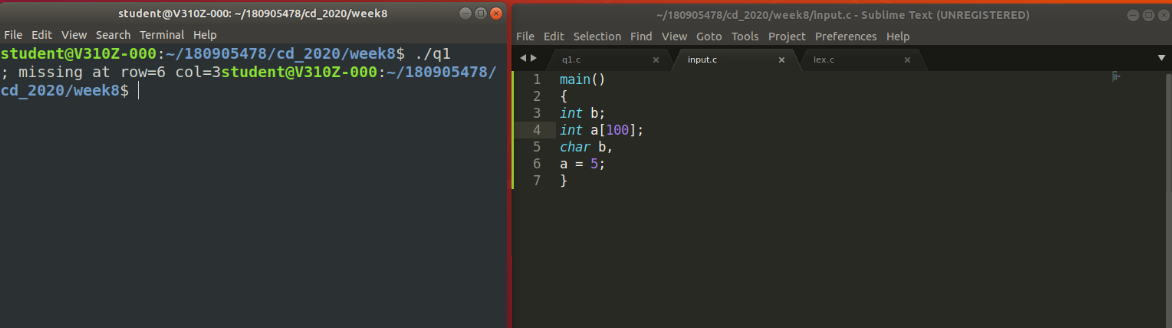 student@V310Z-000: ~/180905478/cd_2020/week8
File Edit View Search Terminal Help
student@V310Z-000:~/180905478/cd_2020/week8$ ./q1
; missing at row=6 col=3student@V310Z-000:~/180905478/
cd_2020/week8$
~/180905478/cd_2020/week8/input.c - Sublime Text (UNREGISTERED)
File Edit Selection Find View Goto Tools Project Preferences Help
q1.c × input.c × lex.c ×
1 main()
2 {
3 int b;
4 int a[100];
5 char b,
6 a = 5;
7 }